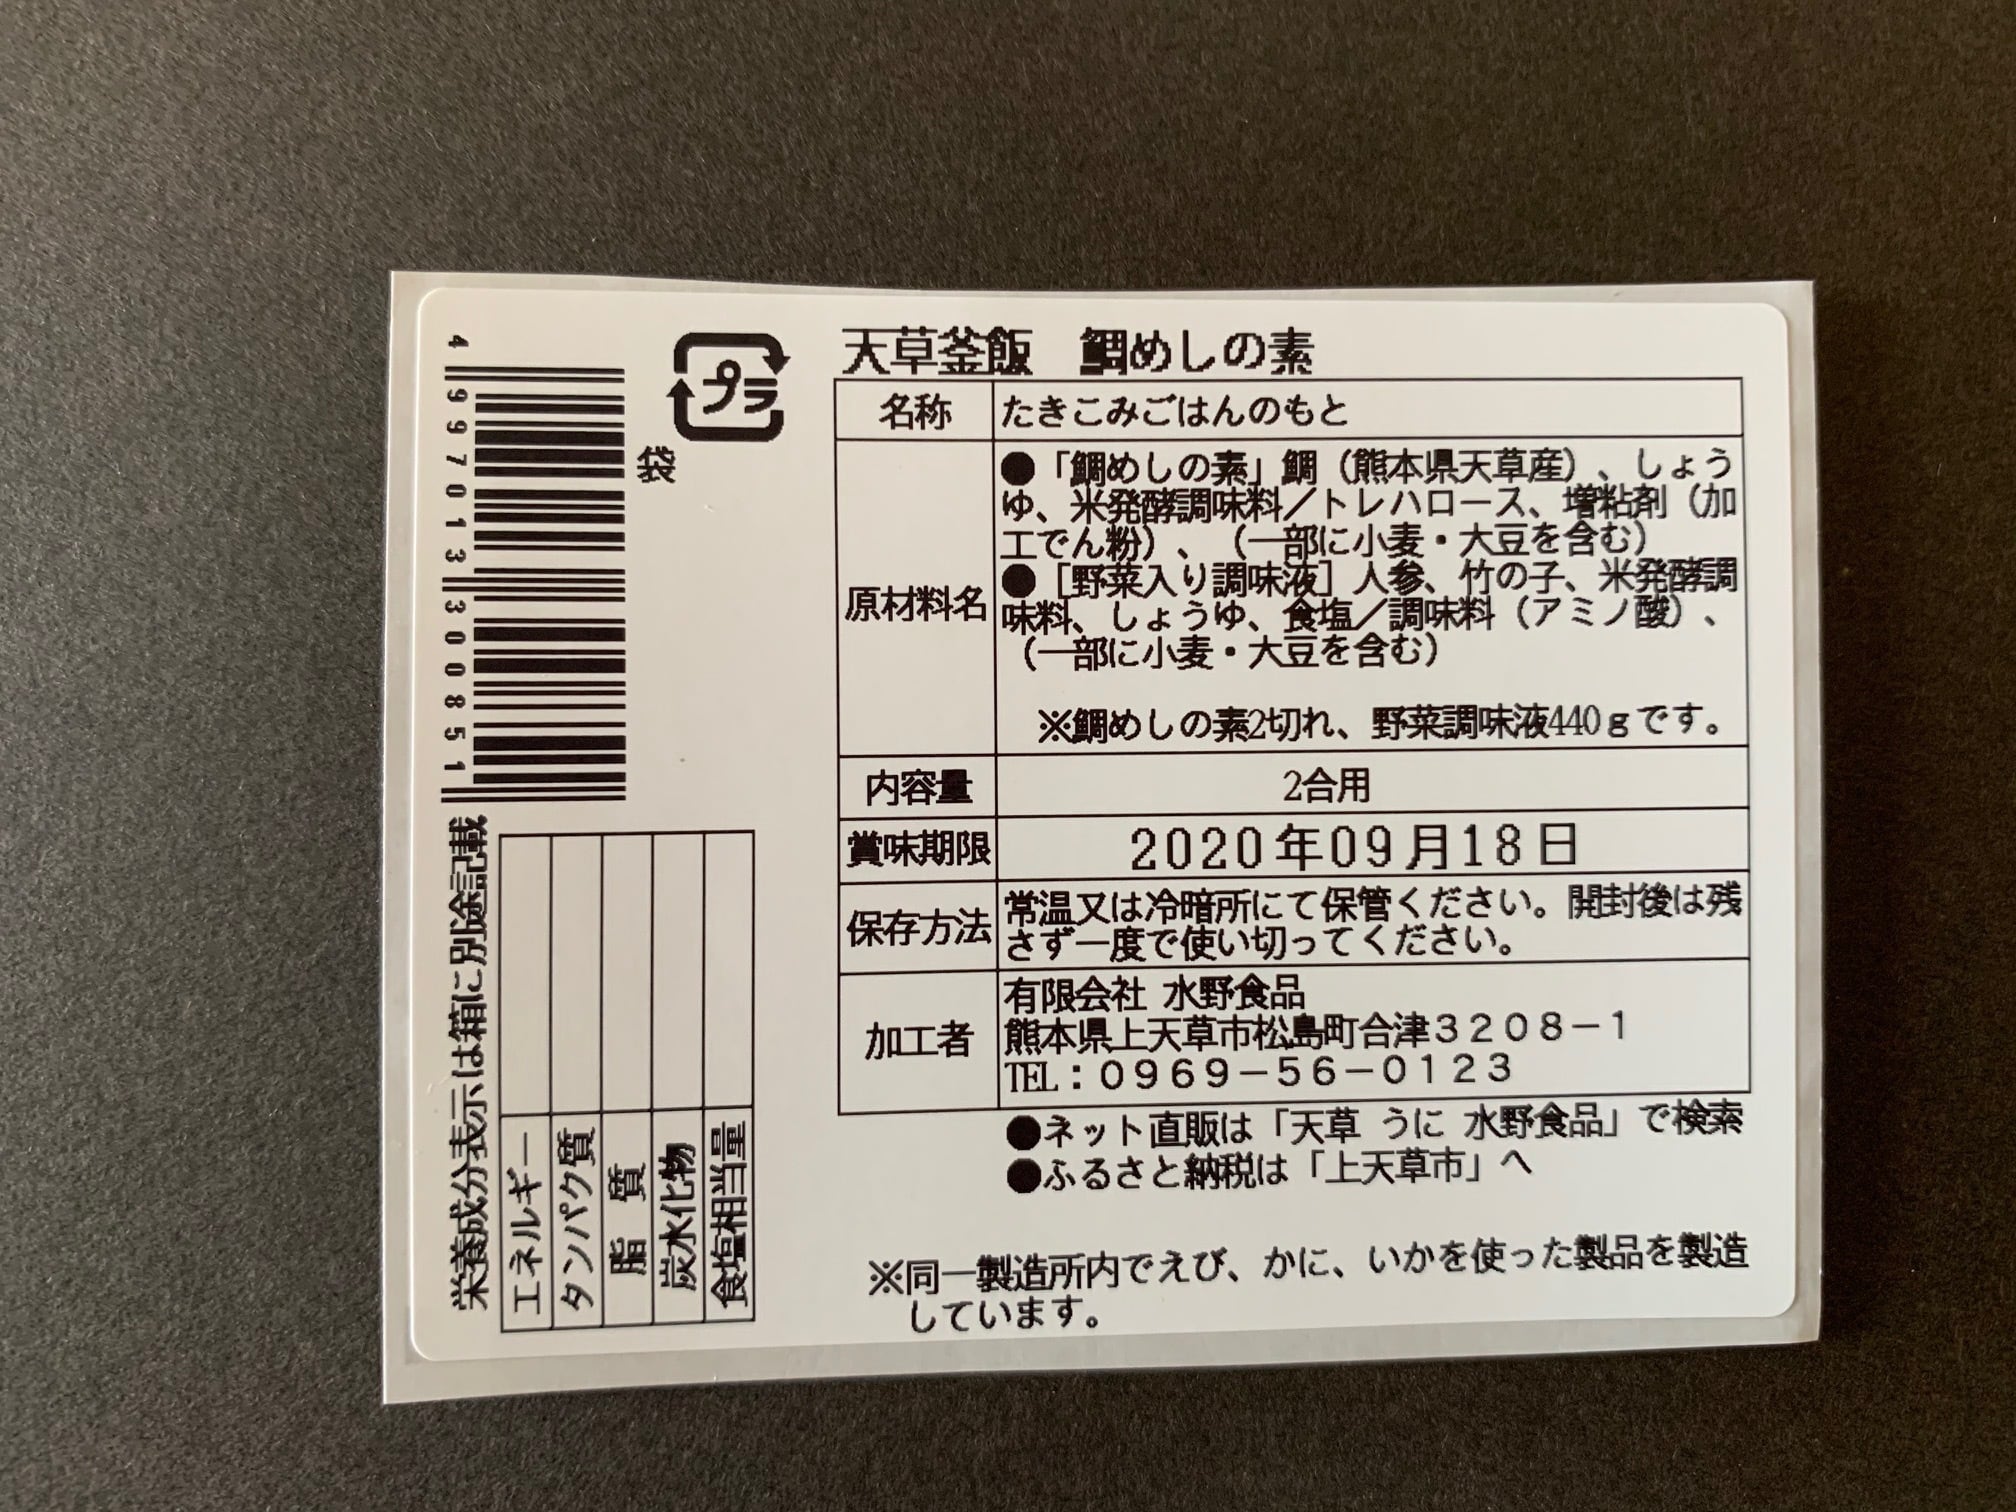 天草釜飯　鯛めしの素
名称 たきこみごはんのもと
原材料名
●「鯛めしの素」鯛（熊本県天草産）、しょう
ゆ、米発酵調味料／トレハロース、増粘剤（加
工でん粉）、（一部に小麦・大豆を含む）
●［野菜入り調味液］人参、竹の子、米発酵調
味料、しょうゆ、食塩／調味料（アミノ酸）、
（一部に小麦・大豆を含む）
※鯛めしの素2切れ、野菜調味液440ｇです。
内容量 2合用
賞味期限 2020年09月18日
保存方法
常温又は冷暗所にて保管ください。開封後は残
さず一度で使い切ってください。
加工者
有限会社 水野食品
熊本県上天草市松島町合津３２０８－１
TEL：０９６９－５６－０１２３
●ネット直販は「天草 うに 水野食品」で検索
●ふるさと納税は「上天草市」へ
※同一製造所内でえび、かに、いかを使った製品を製造
しています。
プラ
袋
4 997013 300851
栄養成分表示は箱に別途記載
エネルギー
タンパク質
脂質
炭水化物
食塩相当量